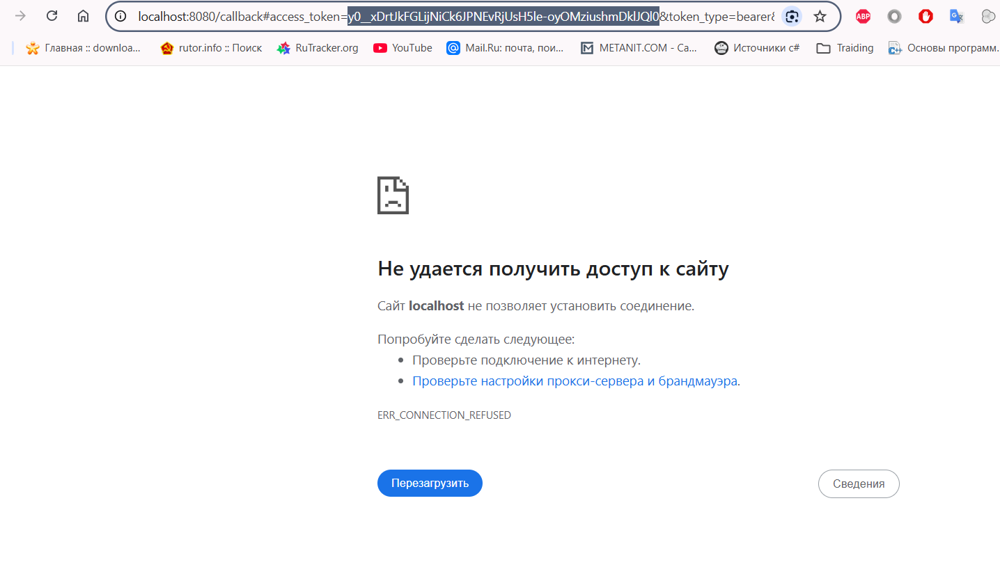 localhost:8080/callback#access_token=y0__xDrtJkFGLijNiCk6JPNEvRjUsH5le-oyOMziushmDklJQl0&token_type=bearer&
ABP
Главная :: downloa... rutor.info :: Поиск RuTracker.org YouTube Mail.Ru: почта, пои... METANIT.COM - Са... Источники c# Traiding Основы программ.
Не удается получить доступ к сайту
Сайт localhost не позволяет установить соединение.
Попробуйте сделать следующее:
Проверьте подключение к интернету.
Проверьте настройки прокси-сервера и брандмауэра.
ERR_CONNECTION_REFUSED
Перезагрузить Сведения